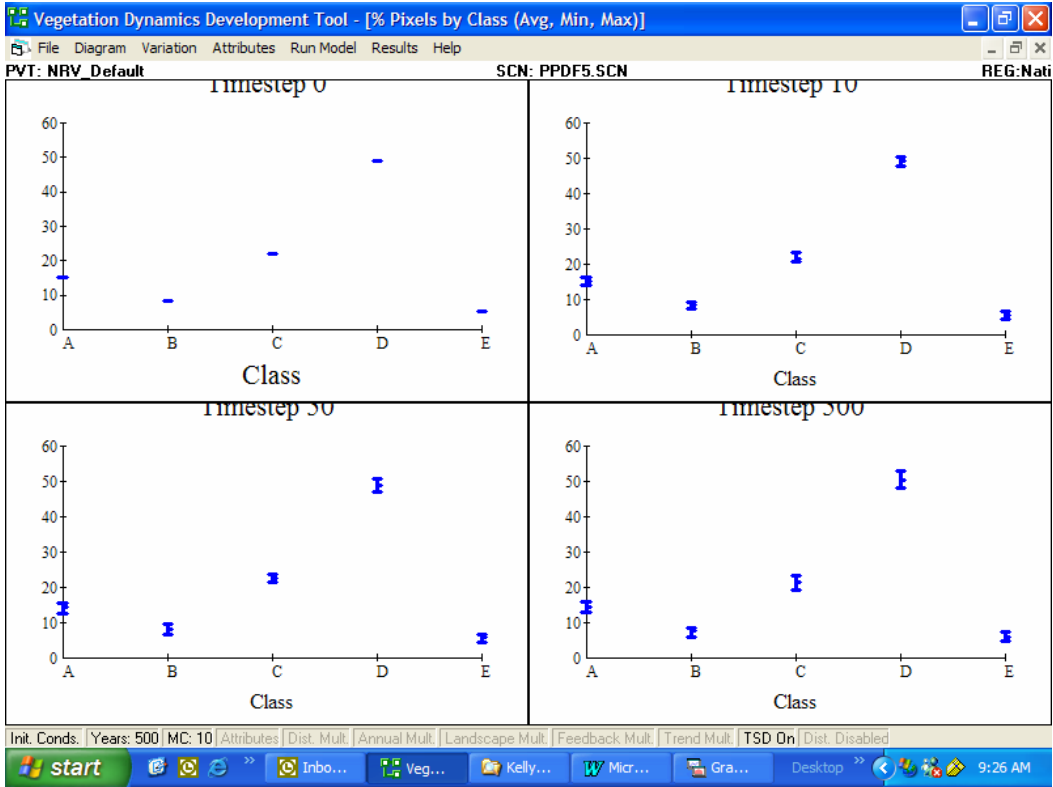 Vegetation Dynamics Development Tool - [% Pixels by Class (Avg, Min, Max)]
File Diagram Variation Attributes Run Model Results Help
PVT: NRV_Default SCN: PPDF5.SCN REG:Nati
Timestep 0
60
50
40
30
20
10
0
A B C D E
Class
Timestep 10
60
50
40
30
20
10
0
A B C D E
Class
Timestep 50
60
50
40
30
20
10
0
A B C D E
Class
Timestep 500
60
50
40
30
20
10
0
A B C D E
Class
Init. Conds. Years: 500 MC: 10 Attributes Dist. Mult. Annual Mult. Landscape Mult. Feedback Mult. Trend Mult. TSD On Dist. Disabled
start Inbo... Veg... Kelly... Micr... Gra... Desktop 9:26 AM